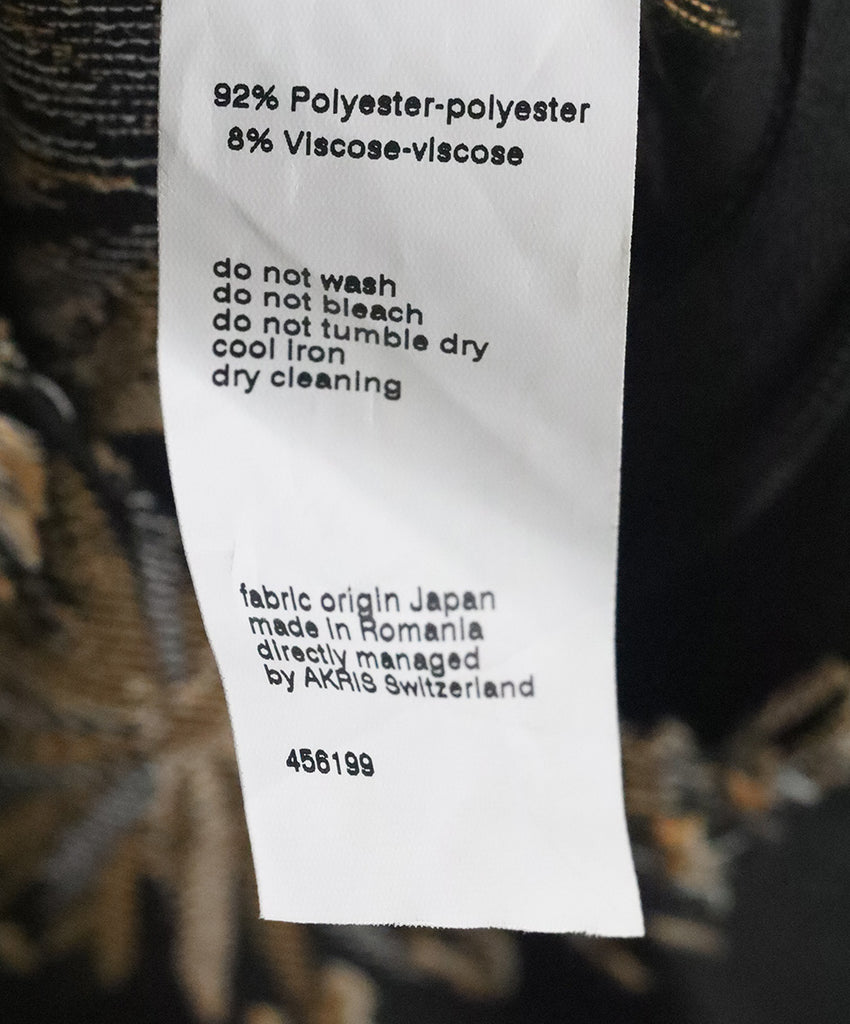 92% Polyester-polyester
8% Viscose-viscose
do not wash
do not bleach
do not tumble dry
cool iron
dry cleaning
fabric origin Japan
made in Romania
directly managed
by AKRIS Switzerland
456199